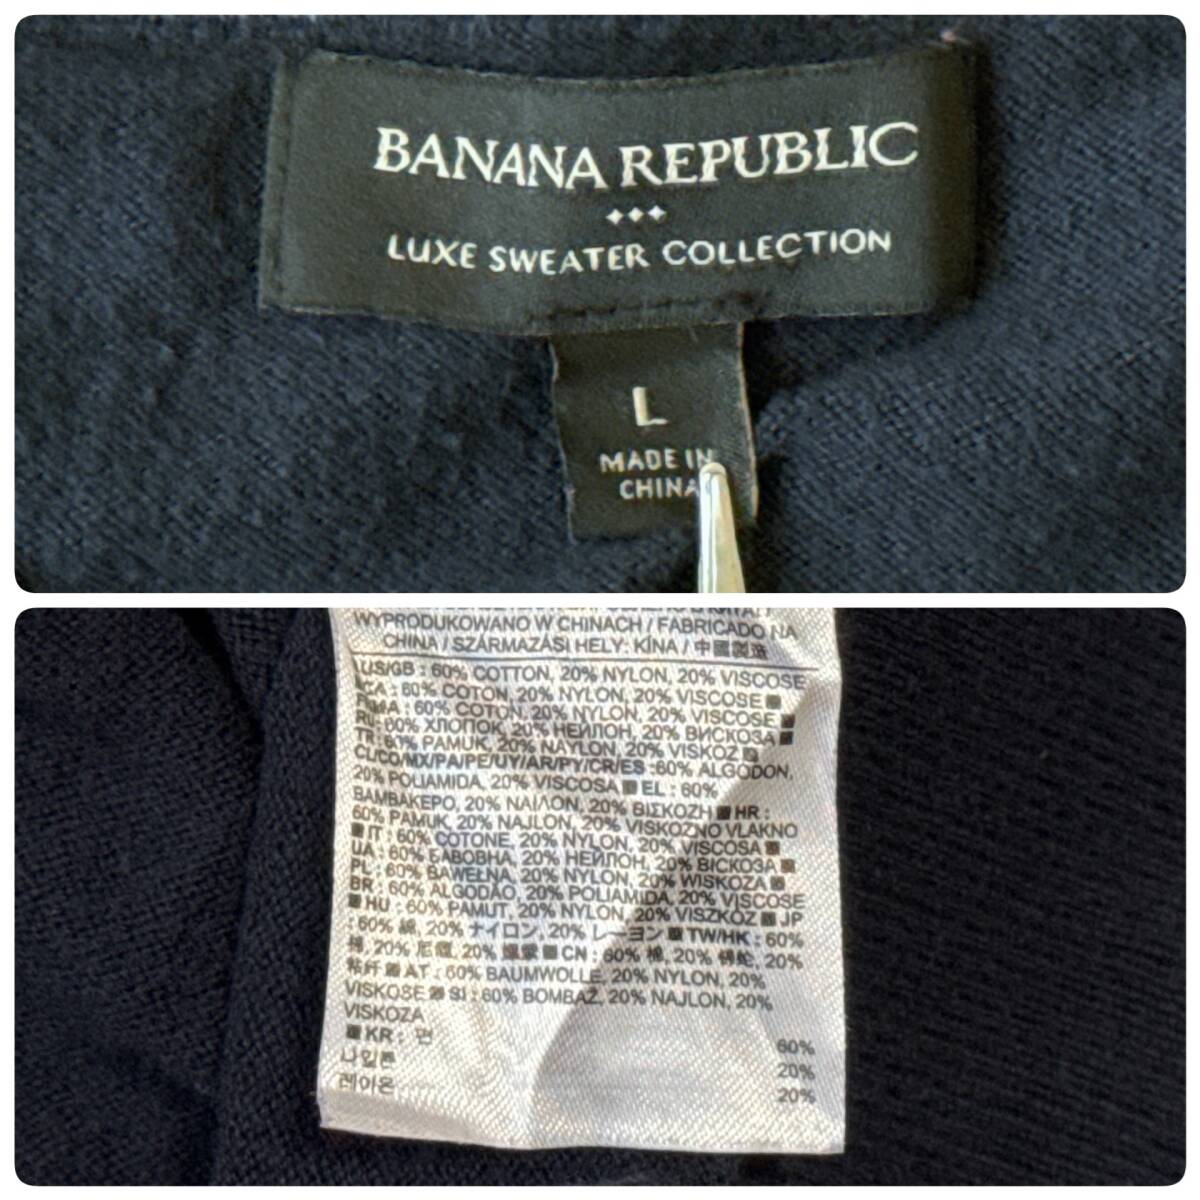 BANANA REPUBLIC
LUXE SWEATER COLLECTION
L
MADE IN
CHINA
WYPRODUKOWANO W CHINACH / FABRICADO NA
CHINA / SZÁRMAZÁSI HELY: KÍNA / 中國製造
US/GB : 60% COTTON, 20% NYLON, 20% VISCOSE
CA : 60% COTON, 20% NYLON, 20% VISCOSE ■
MA : 60% COTON, 20% NYLON, 20% VISCOSE ■
RU: 60% ХЛОПОК, 20% НЕЙЛОН, 20% ВИСКОЗА ■
TR: 60% PAMUK, 20% NAYLON, 20% VISKOZ ■
CL/CO/MX/PA/PE/UY/AR/PY/CR/ES :60% ALGODON,
20% POLIAMIDA, 20% VISCOSA ■ EL : 60%
ΒΑΜΒΑΚΕΡΟ, 20% ΝΑΙΛΟΝ, 20% ΒΙΣΚΟΖΗ ■ HR :
60% PAMUK, 20% NAJLON, 20% VISKOZNO VLAKNO
■ IT : 60% COTONE, 20% NYLON, 20% VISCOSA ■
UA : 60% БАВОВНА, 20% НЕЙЛОН, 20% ВІСКОЗА ■
PL : 60% BAWEŁNA, 20% NYLON, 20% WISKOZA ■
BR : 60% ALGODÃO, 20% POLIAMIDA, 20% VISCOSE
■ HU : 60% PAMUT, 20% NYLON, 20% VISZKÓZ ■ JP
: 60% 綿, 20% ナイロン, 20% レーヨン ■ TW/HK : 60%
棉, 20% 尼龍, 20% ■ CN : 60% 棉, 20% 锦纶, 20%
粘纤 ■ AT : 60% BAUMWOLLE, 20% NYLON, 20%
VISKOSE ■ SI : 60% BOMBAŽ, 20% NAJLON, 20%
VISKOZA
■ KR : 면 60%
나일론 20%
레이온 20%